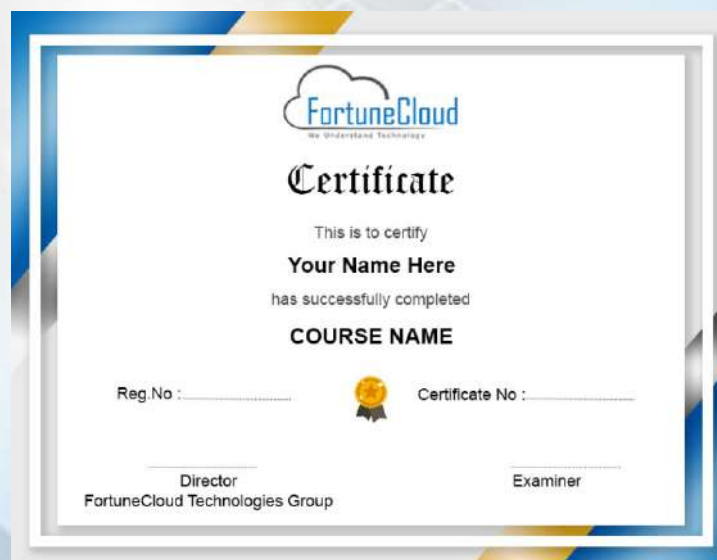 FortuneCloud
We Understand Technology
Certificate
This is to certify
Your Name Here
has successfully completed
COURSE NAME
Reg.No :.......................... Certificate No :..........................
Director Examiner
FortuneCloud Technologies Group